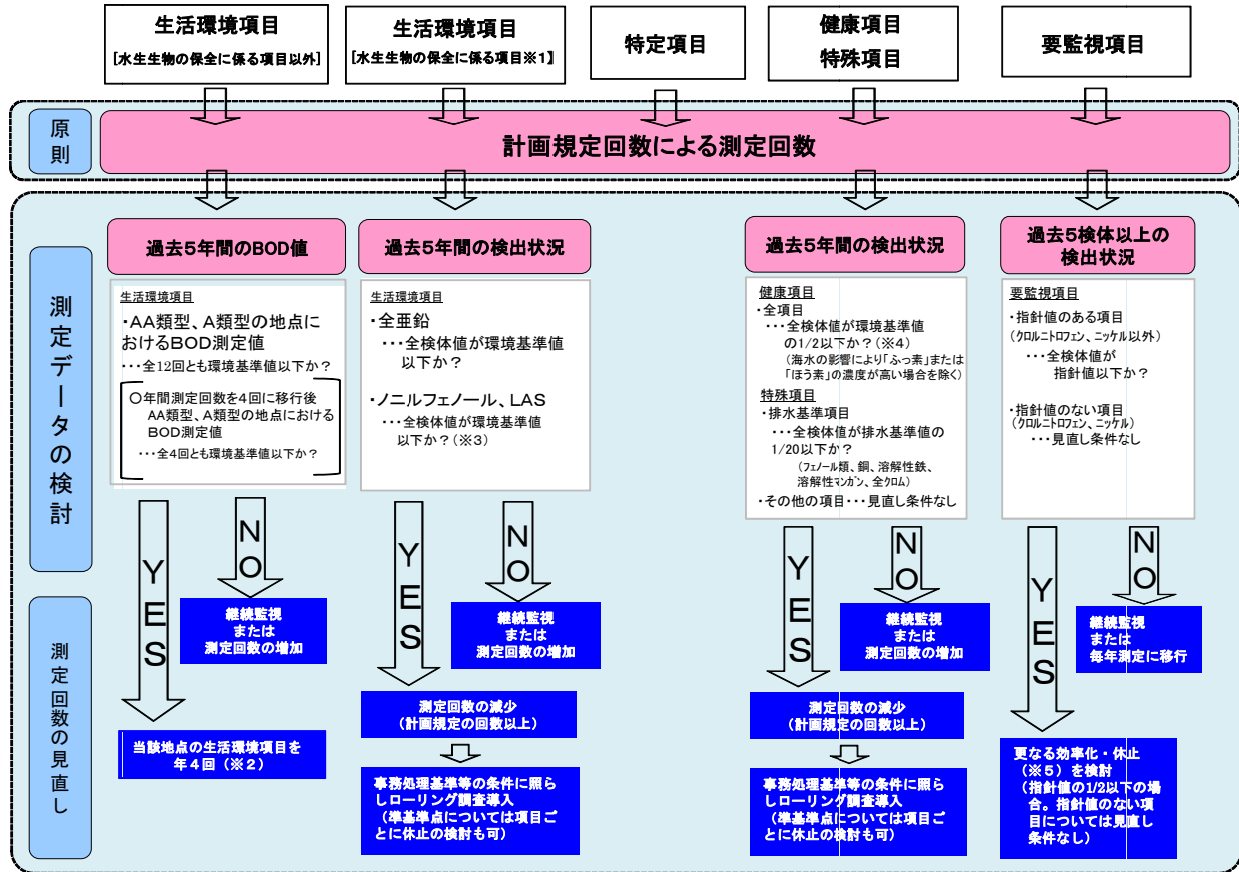 生活環境項目
[水生生物の保全に係る項目以外]
生活環境項目
[水生生物の保全に係る項目※1]
特定項目
健康項目
特殊項目
要監視項目
原則
計画規定回数による測定回数
測定データの検討
過去5年間のBOD値
生活環境項目
・AA類型、A類型の地点に
おけるBOD測定値
・・・全12回とも環境基準値以下か？
〇年間測定回数を4回に移行後
AA類型、A類型の地点における
BOD測定値
・・・全4回とも環境基準値以下か？
YES
NO
過去5年間の検出状況
生活環境項目
・全亜鉛
・・・全検体値が環境基準値
以下か？
・ノニルフェノール、LAS
・・・全検体値が環境基準値
以下か？（※3）
YES
NO
過去5年間の検出状況
健康項目
・全項目
・・・全検体値が環境基準値
の1/2以下か？（※4）
（海水の影響により「ふっ素」または
「ほう素」の濃度が高い場合を除く）
特殊項目
・排水基準項目
・・・全検体値が排水基準値の
1/20以下か？
（フェノール類、銅、溶解性鉄、
溶解性マンガン、全クロム）
・その他の項目・・・見直し条件なし
YES
NO
過去5検体以上の
検出状況
要監視項目
・指針値のある項目
（クロルニトロフェン、ニッケル以外）
・・・全検体値が
指針値以下か？
・指針値のない項目
（クロルニトロフェン、ニッケル）
・・・見直し条件なし
YES
NO
測定回数の見直し
継続監視
または
測定回数の増加
当該地点の生活環境項目を
年4回（※2）
継続監視
または
測定回数の増加
測定回数の減少
（計画規定の回数以上）
事務処理基準等の条件に照ら
しローリング調査導入
（準基準点については項目ご
とに休止の検討も可）
継続監視
または
測定回数の増加
測定回数の減少
（計画規定の回数以上）
事務処理基準等の条件に照ら
しローリング調査導入
（準基準点については項目ご
とに休止の検討も可）
継続監視
または
毎年測定に移行
更なる効率化・休止
（※5）を検討
（指針値の1/2以下の場
合。指針値のない項
目については見直し
条件なし）